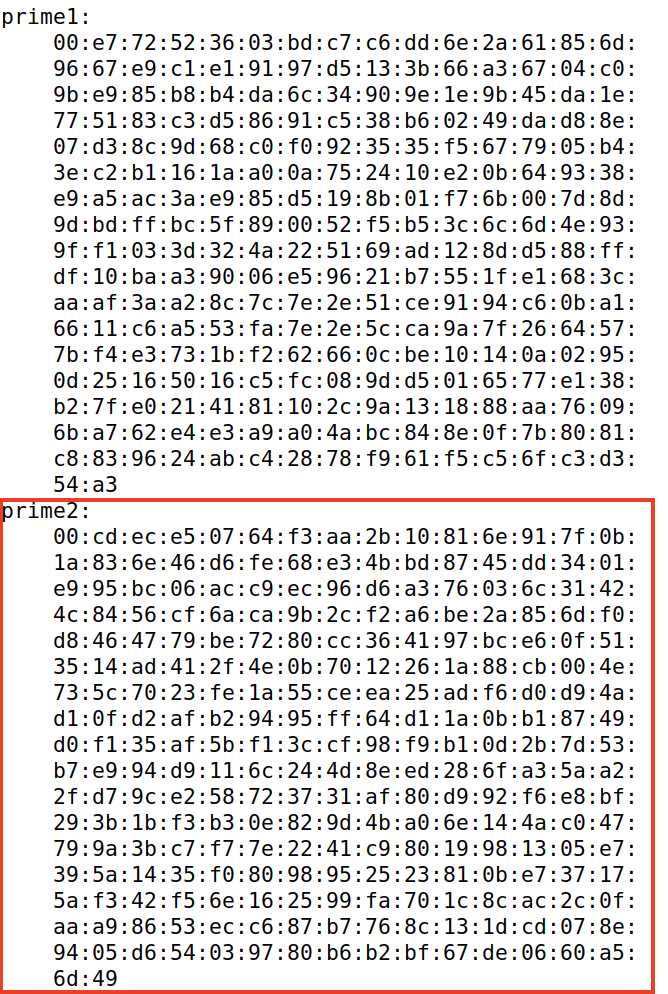 prime1:
00:e7:72:52:36:03:bd:c7:c6:dd:6e:2a:61:85:6d:
96:67:e9:c1:e1:91:97:d5:13:3b:66:a3:67:04:c0:
9b:e9:85:b8:b4:da:6c:34:90:9e:1e:9b:45:da:1e:
77:51:83:c3:d5:86:91:c5:38:b6:02:49:da:d8:8e:
07:d3:8c:9d:68:c0:f0:92:35:35:f5:67:79:05:b4:
3e:c2:b1:16:1a:a0:0a:75:24:10:e2:0b:64:93:38:
e9:a5:ac:3a:e9:85:d5:19:8b:01:f7:6b:00:7d:8d:
9d:bd:ff:bc:5f:89:00:52:f5:b5:3c:6c:6d:4e:93:
9f:f1:03:3d:32:4a:22:51:69:ad:12:8d:d5:88:ff:
df:10:ba:a3:90:06:e5:96:21:b7:55:1f:e1:68:3c:
aa:af:3a:a2:8c:7c:7e:2e:51:ce:91:94:c6:0b:a1:
66:11:c6:a5:53:fa:7e:2e:5c:ca:9a:7f:26:64:57:
7b:f4:e3:73:1b:f2:62:66:0c:be:10:14:0a:02:95:
0d:25:16:50:16:c5:fc:08:9d:d5:01:65:77:e1:38:
b2:7f:e0:21:41:81:10:2c:9a:13:18:88:aa:76:09:
6b:a7:62:e4:e3:a9:a0:4a:bc:84:8e:0f:7b:80:81:
c8:83:96:24:ab:c4:28:78:f9:61:f5:c5:6f:c3:d3:
54:a3
prime2:
00:cd:ec:e5:07:64:f3:aa:2b:10:81:6e:91:7f:0b:
1a:83:6e:46:d6:fe:68:e3:4b:bd:87:45:dd:34:01:
e9:95:bc:06:ac:c9:ec:96:d6:a3:76:03:6c:31:42:
4c:84:56:cf:6a:ca:9b:2c:f2:a6:be:2a:85:6d:f0:
d8:46:47:79:be:72:80:cc:36:41:97:bc:e6:0f:51:
35:14:ad:41:2f:4e:0b:70:12:26:1a:88:cb:00:4e:
73:5c:70:23:fe:1a:55:ce:ea:25:ad:f6:d0:d9:4a:
d1:0f:d2:af:b2:94:95:ff:64:d1:1a:0b:b1:87:49:
d0:f1:35:af:5b:f1:3c:cf:98:f9:b1:0d:2b:7d:53:
b7:e9:94:d9:11:6c:24:4d:8e:ed:28:6f:a3:5a:a2:
2f:d7:9c:e2:58:72:37:31:af:80:d9:92:f6:e8:bf:
29:3b:1b:f3:b3:0e:82:9d:4b:a0:6e:14:4a:c0:47:
79:9a:3b:c7:f7:7e:22:41:c9:80:19:98:13:05:e7:
39:5a:14:35:f0:80:98:95:25:23:81:0b:e7:37:17:
5a:f3:42:f5:6e:16:25:99:fa:70:1c:8c:ac:2c:0f:
aa:a9:86:53:ec:c6:87:b7:76:8c:13:1d:cd:07:8e:
94:05:d6:54:03:97:80:b6:b2:bf:67:de:06:60:a5:
6d:49